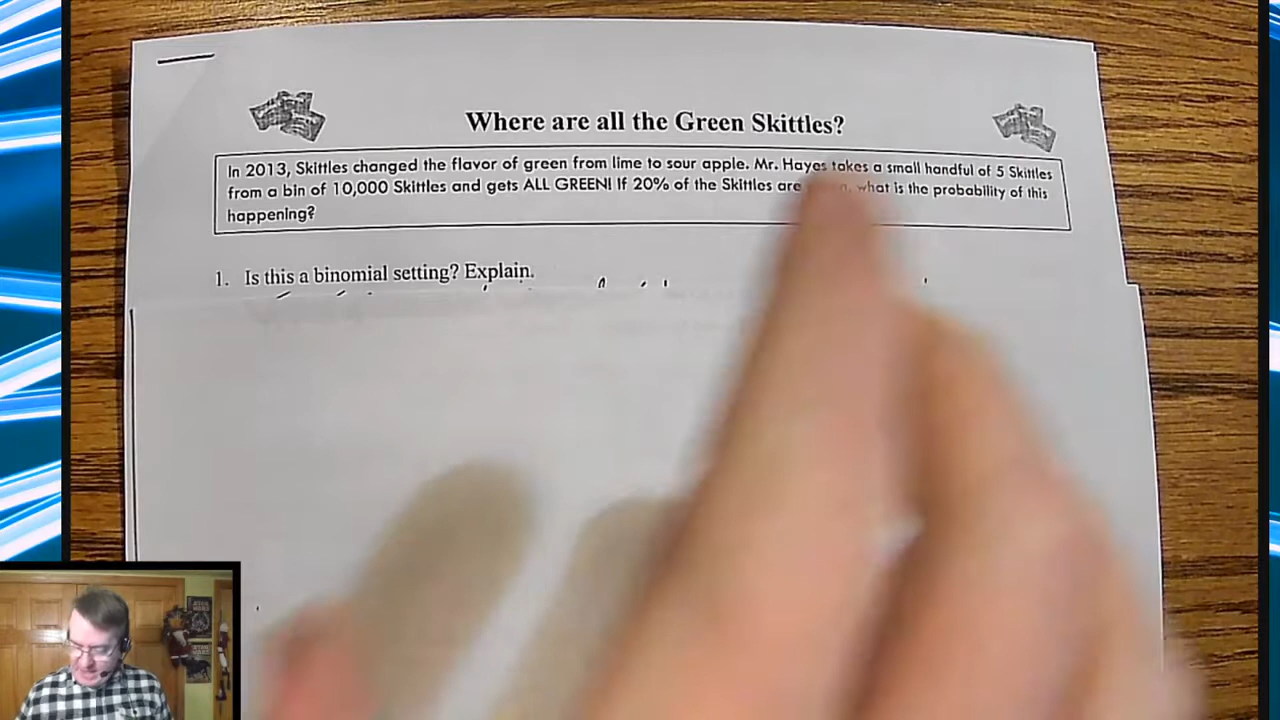 Where are all the Green Skittles?
In 2013, Skittles changed the flavor of green from lime to sour apple. Mr. Hayes takes a small handful of 5 Skittles
from a bin of 10,000 Skittles and gets ALL GREEN! If 20% of the Skittles are what is the probability of this
happening?
1. Is this a binomial setting? Explain.